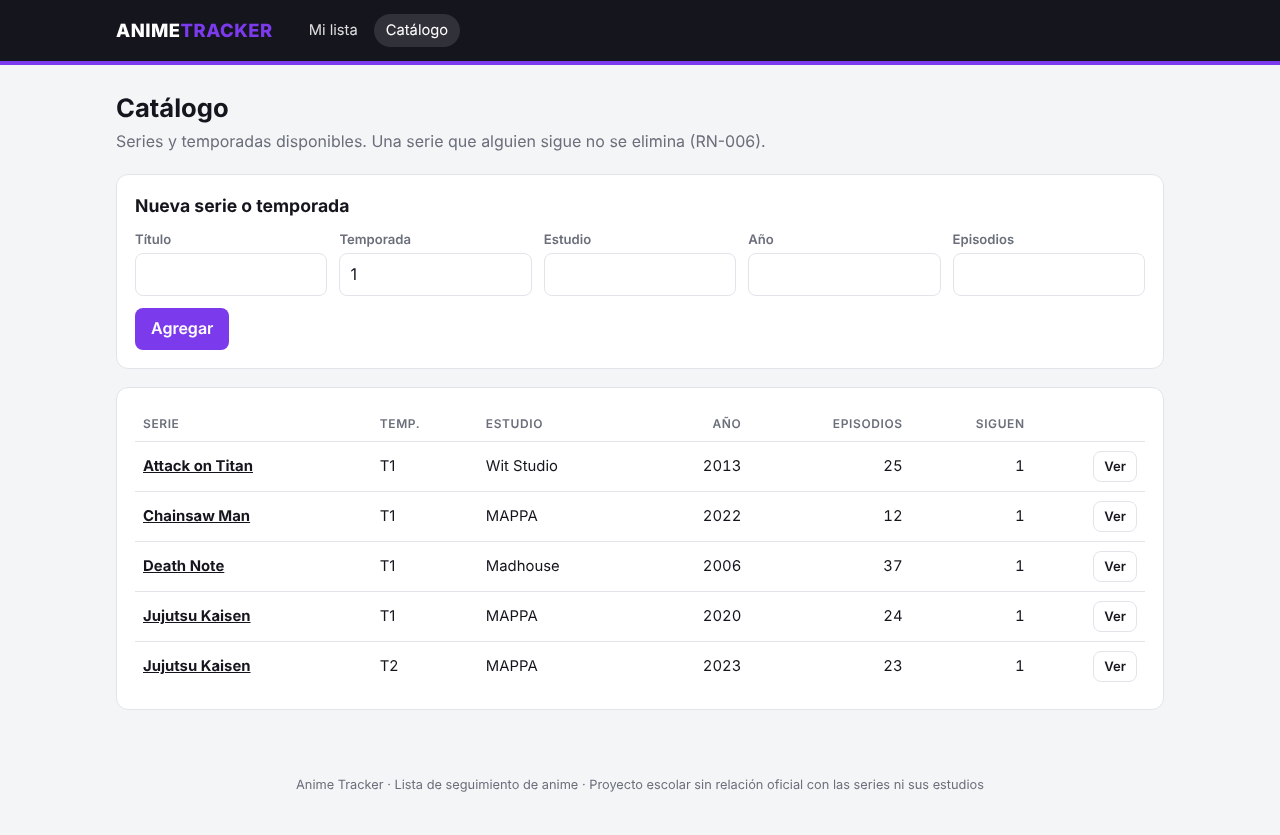 ANIMETRACKER Mi lista Catálogo
Catálogo
Series y temporadas disponibles. Una serie que alguien sigue no se elimina (RN-006).
Nueva serie o temporada
Título Temporada Estudio Año Episodios
1
Agregar
SERIE TEMP. ESTUDIO AÑO EPISODIOS SIGUEN
Attack on Titan T1 Wit Studio 2013 25 1 Ver
Chainsaw Man T1 MAPPA 2022 12 1 Ver
Death Note T1 Madhouse 2006 37 1 Ver
Jujutsu Kaisen T1 MAPPA 2020 24 1 Ver
Jujutsu Kaisen T2 MAPPA 2023 23 1 Ver
Anime Tracker · Lista de seguimiento de anime · Proyecto escolar sin relación oficial con las series ni sus estudios